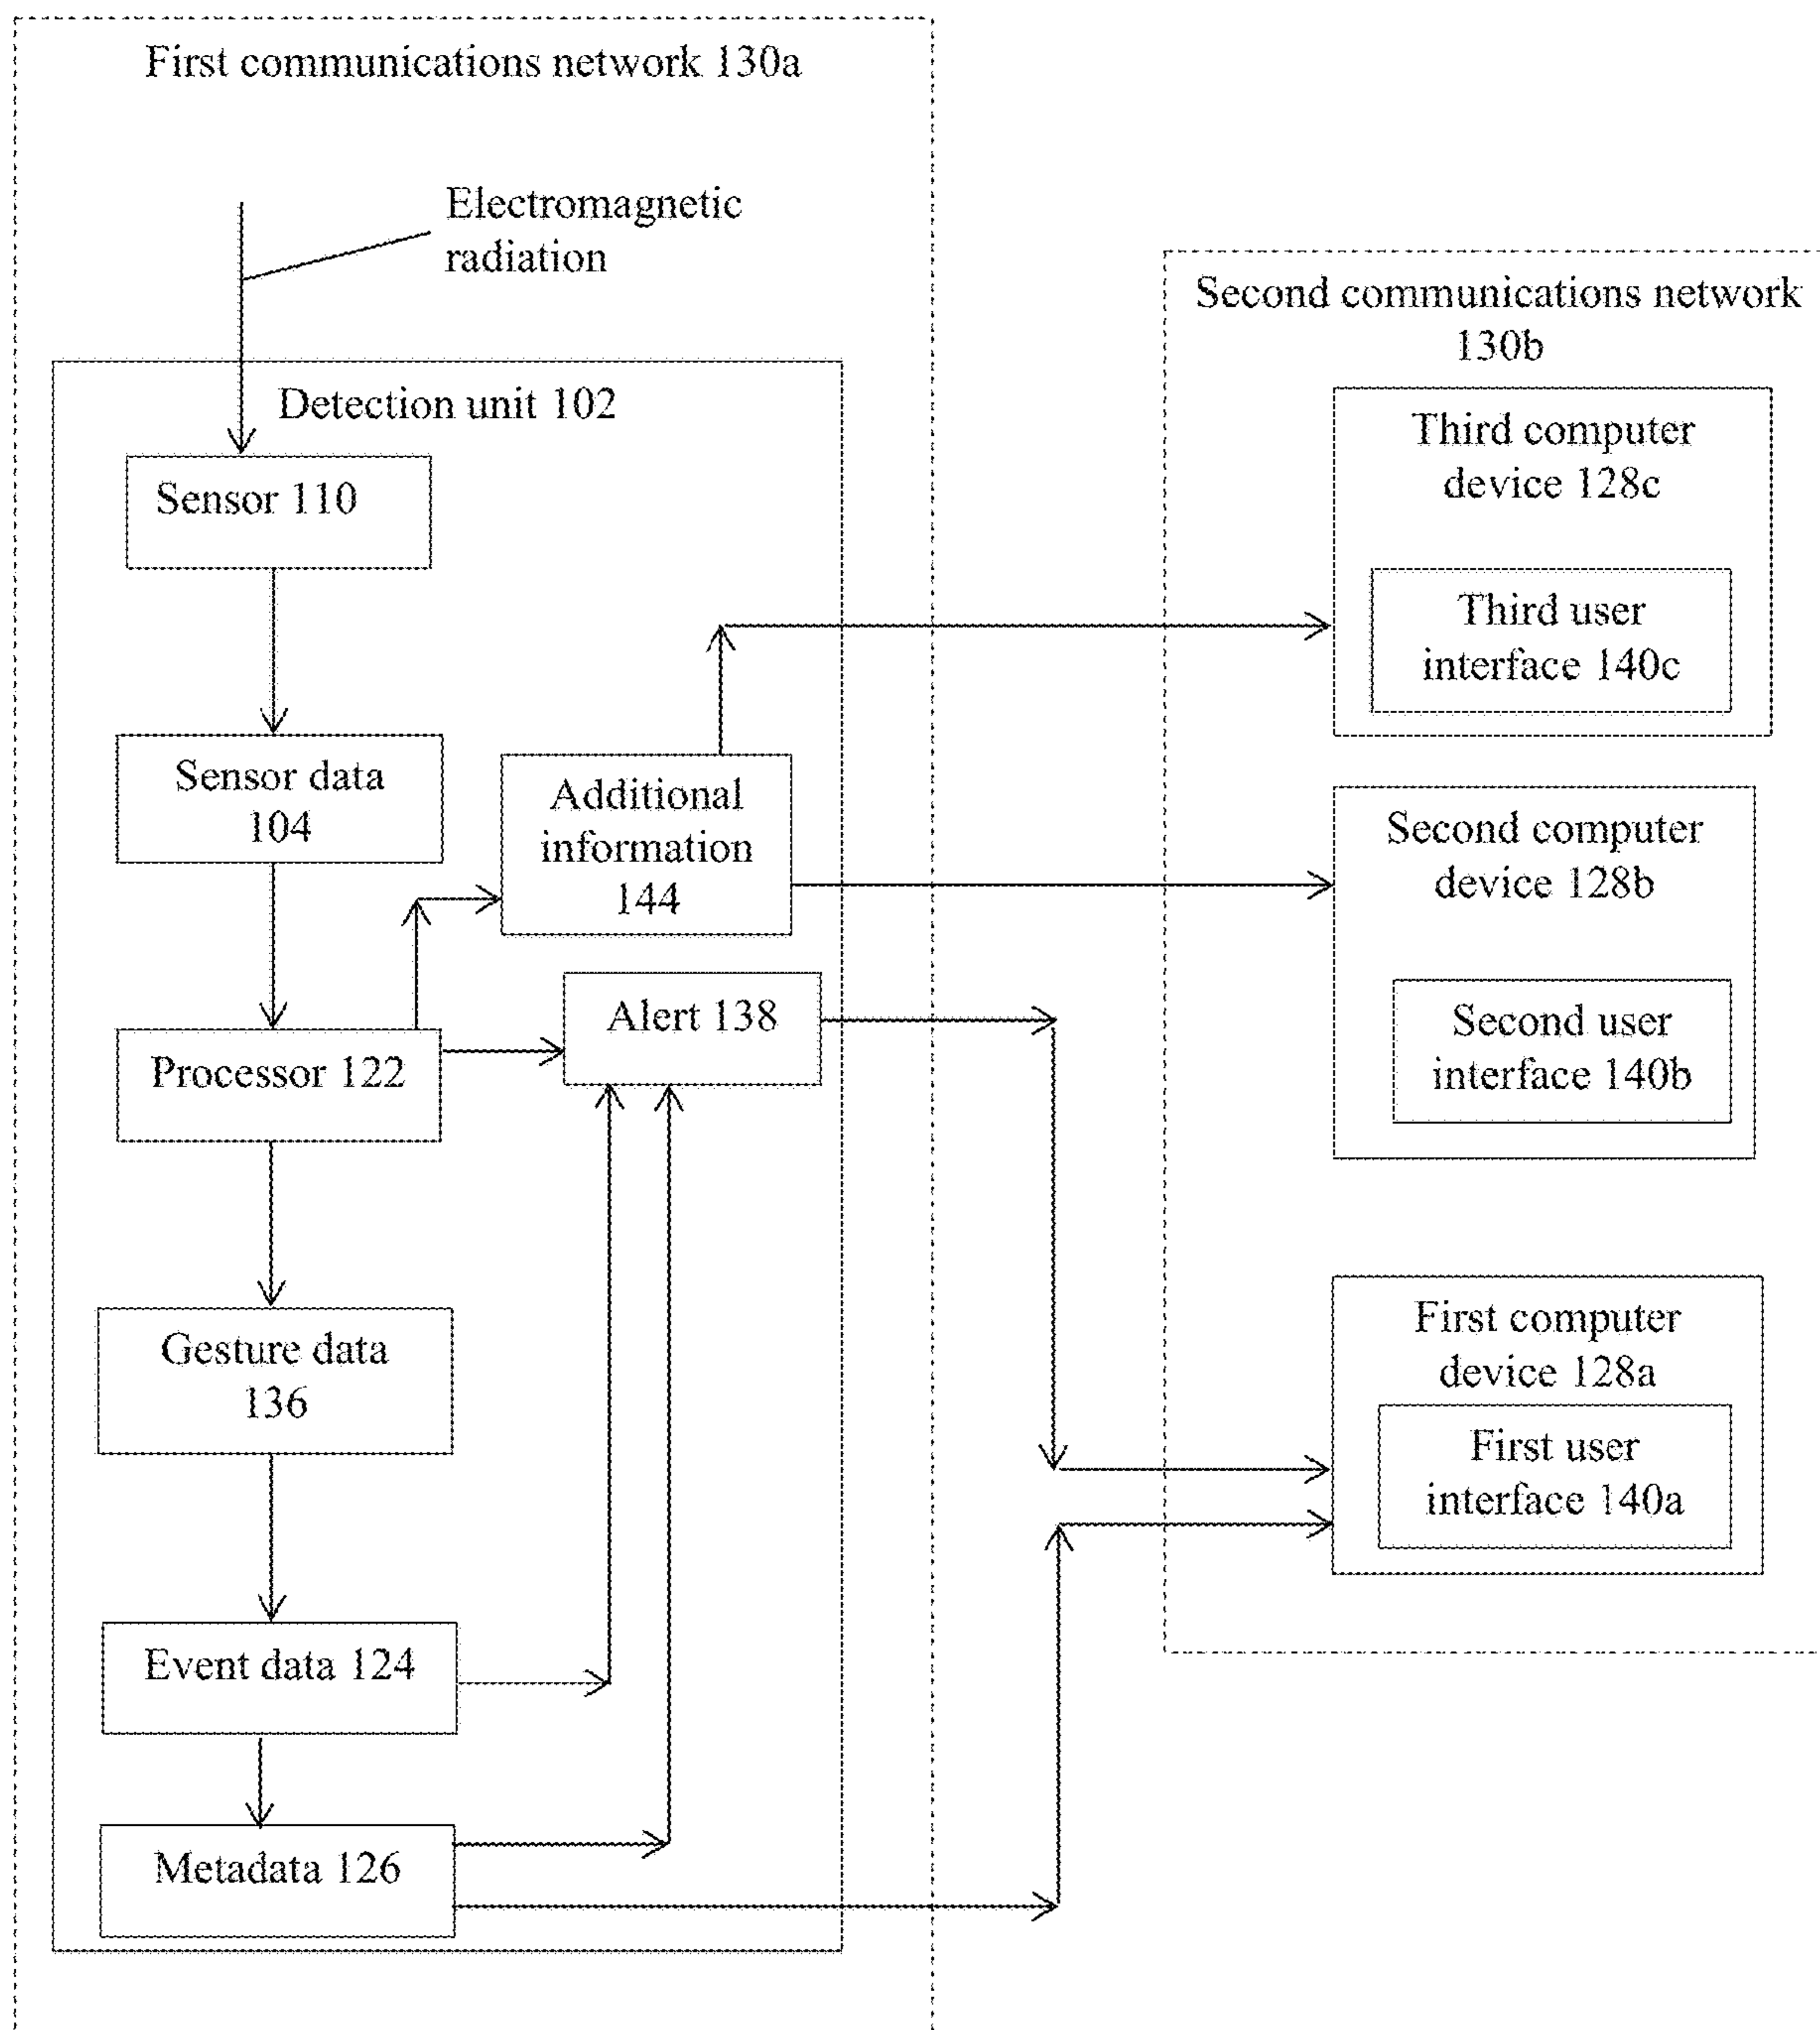 First communications network 130a
Electromagnetic
radiation
Detection unit 102
Sensor 110
Sensor data
104
Additional
information
144
Alert 138
Processor 122
Gesture data
136
Event data 124
Metadata 126
Second communications network
130b
Third computer
device 128c
Third user
interface 140c
Second computer
device 128b
Second user
interface 140b
First computer
device 128a
First user
interface 140a